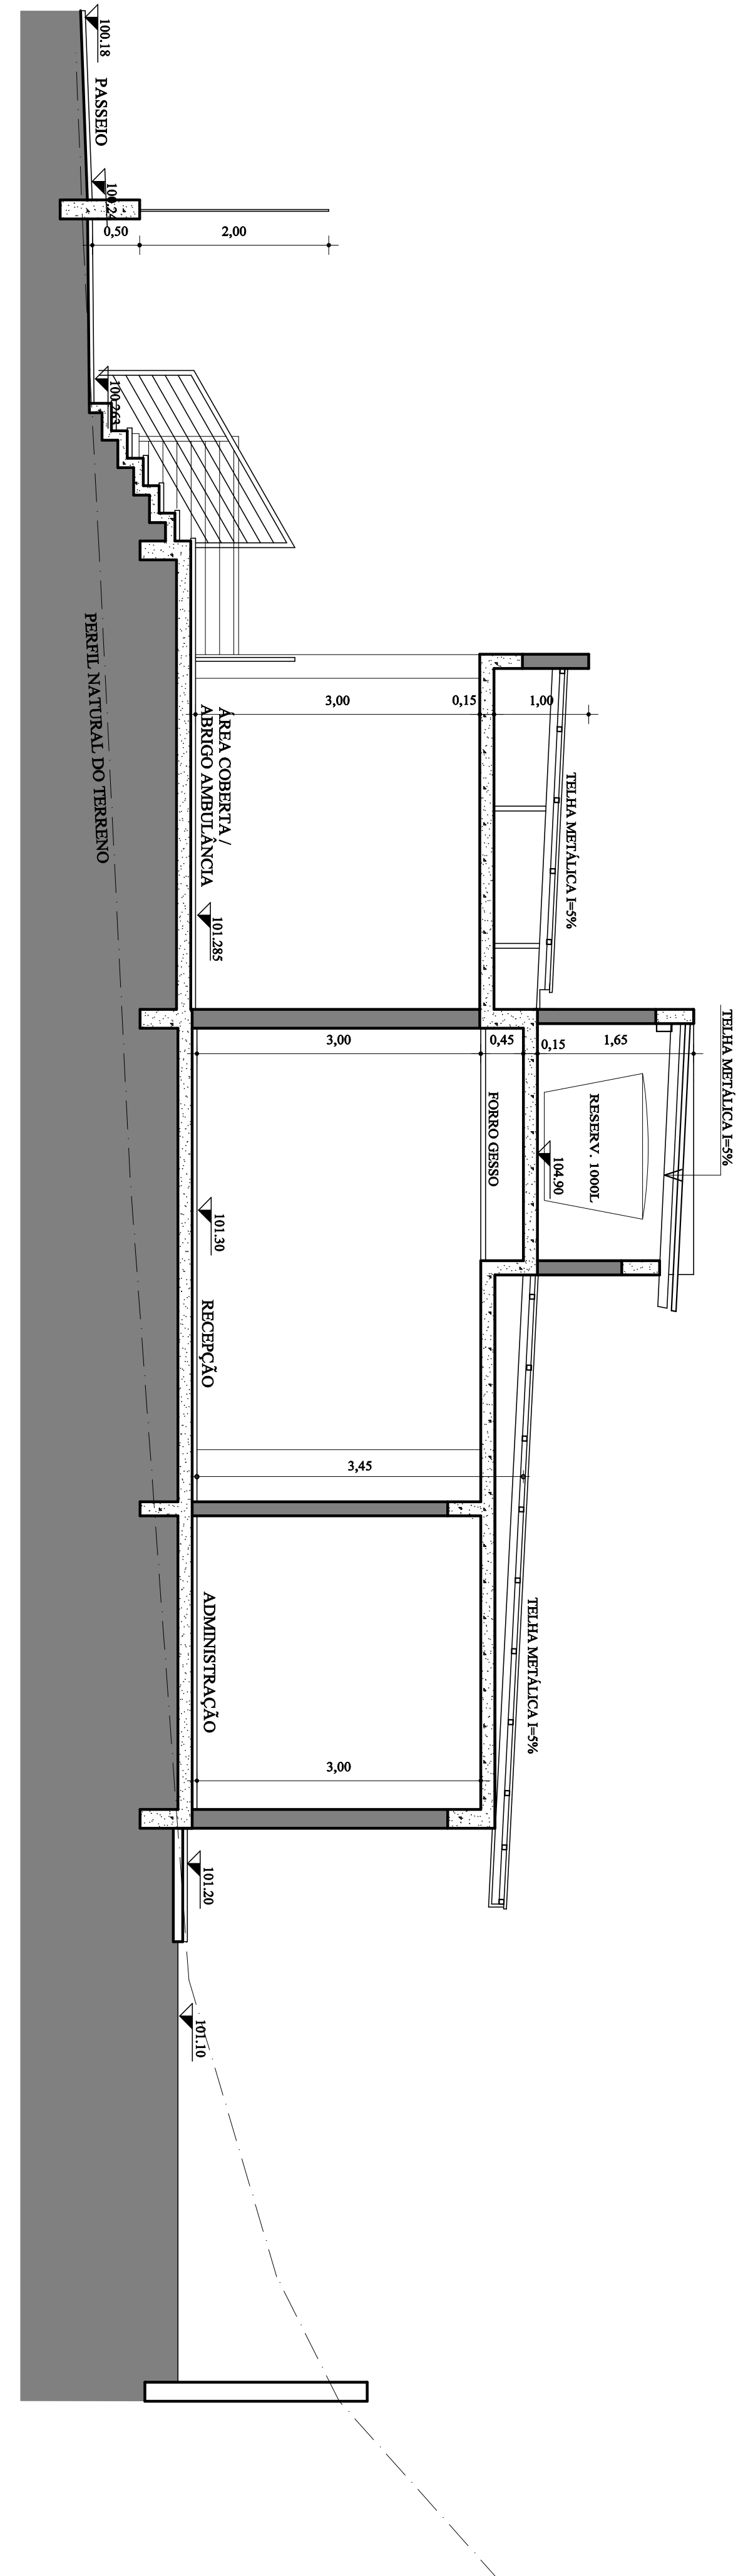 100.18
PASSEIO
100.24
0,50
2,00
100.263
PERFIL NATURAL DO TERRENO
ÁREA COBERTA /
ABRIGO AMBULÂNCIA
101.285
3,00
0,15
1,00
TELHA METÁLICA I=5%
TELHA METÁLICA I=5%
3,00
0,45
0,15
1,65
FORRO GESSO
RESERV. 1000L
104.90
101.30
RECEPÇÃO
3,45
TELHA METÁLICA I=5%
ADMINISTRAÇÃO
3,00
101.20
101.10